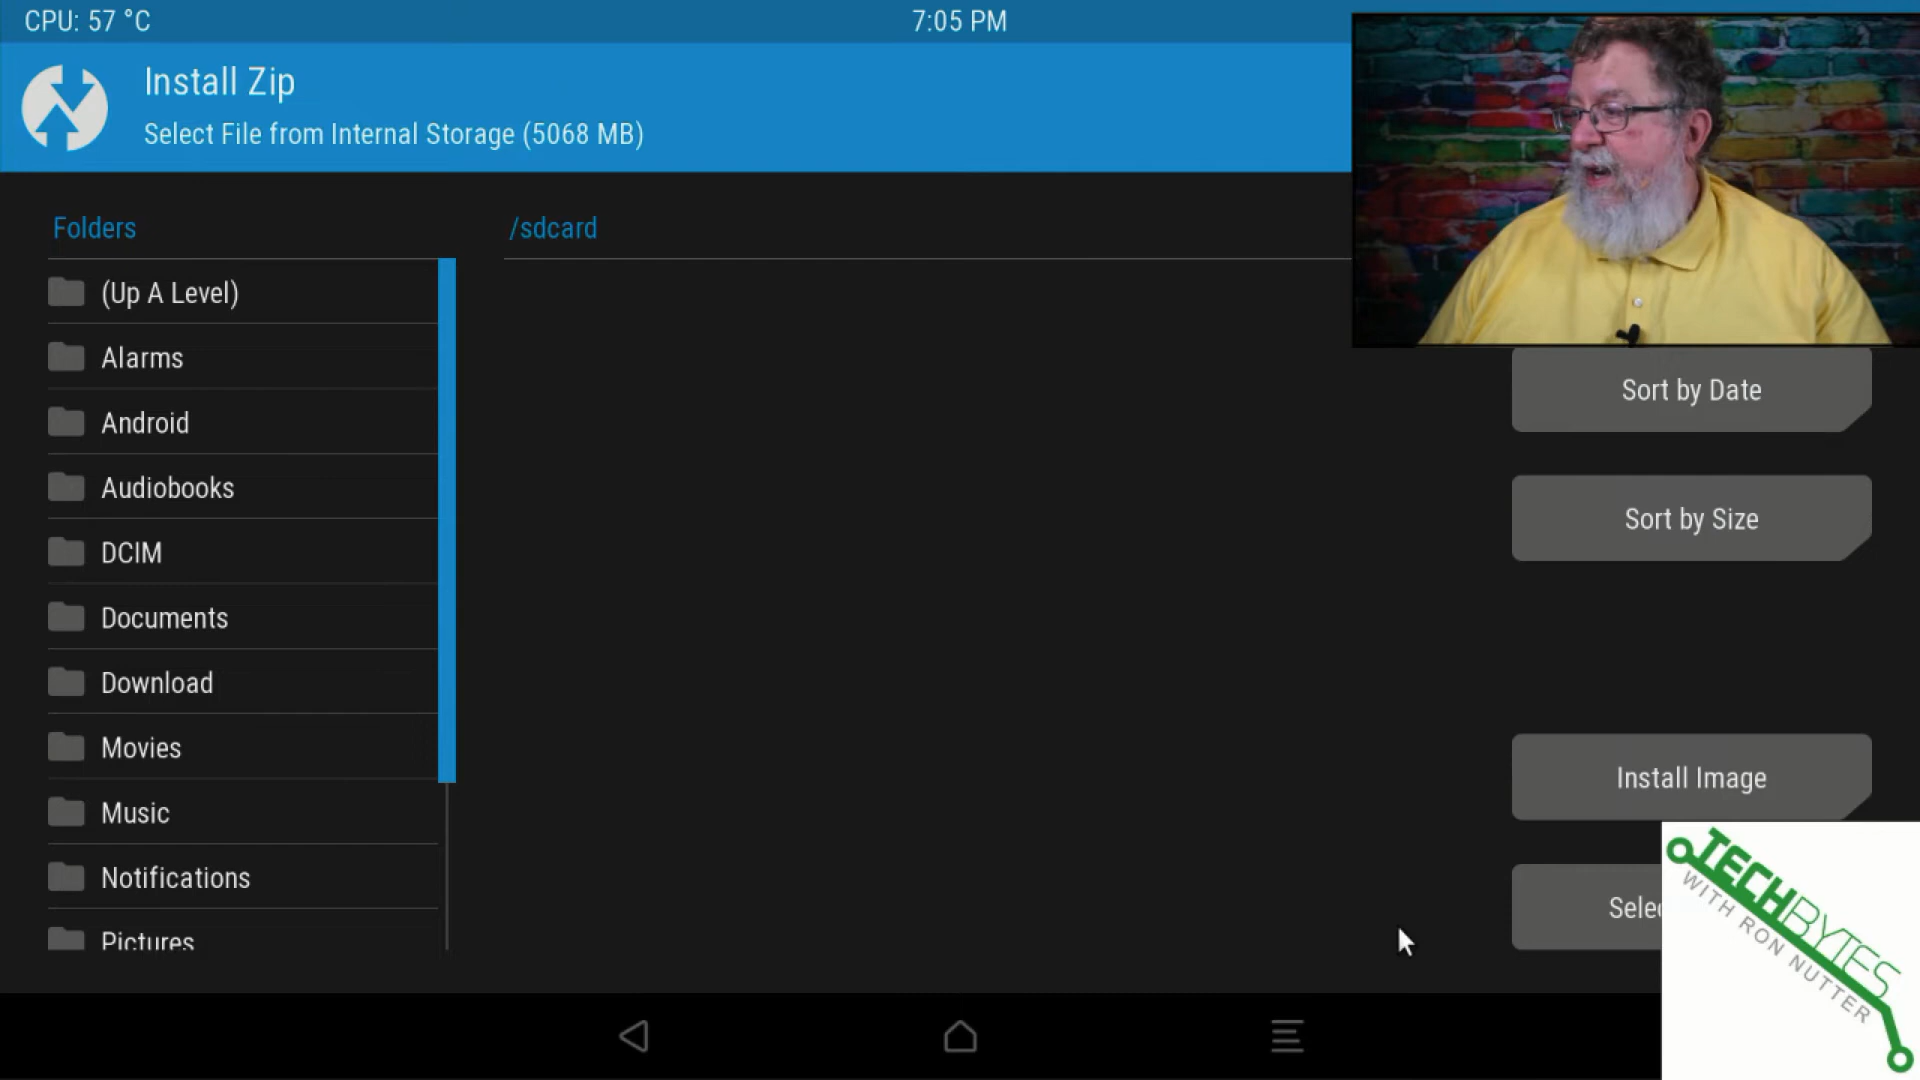 CPU: 57 °C
7:05 PM
Install Zip
Select File from Internal Storage (5068 MB)
Folders
/sdcard
(Up A Level)
Alarms
Android
Audiobooks
DCIM
Documents
Download
Movies
Music
Notifications
Pictures
Sort by Date
Sort by Size
Install Image
TECHBYTES
WITH RON NUTTER